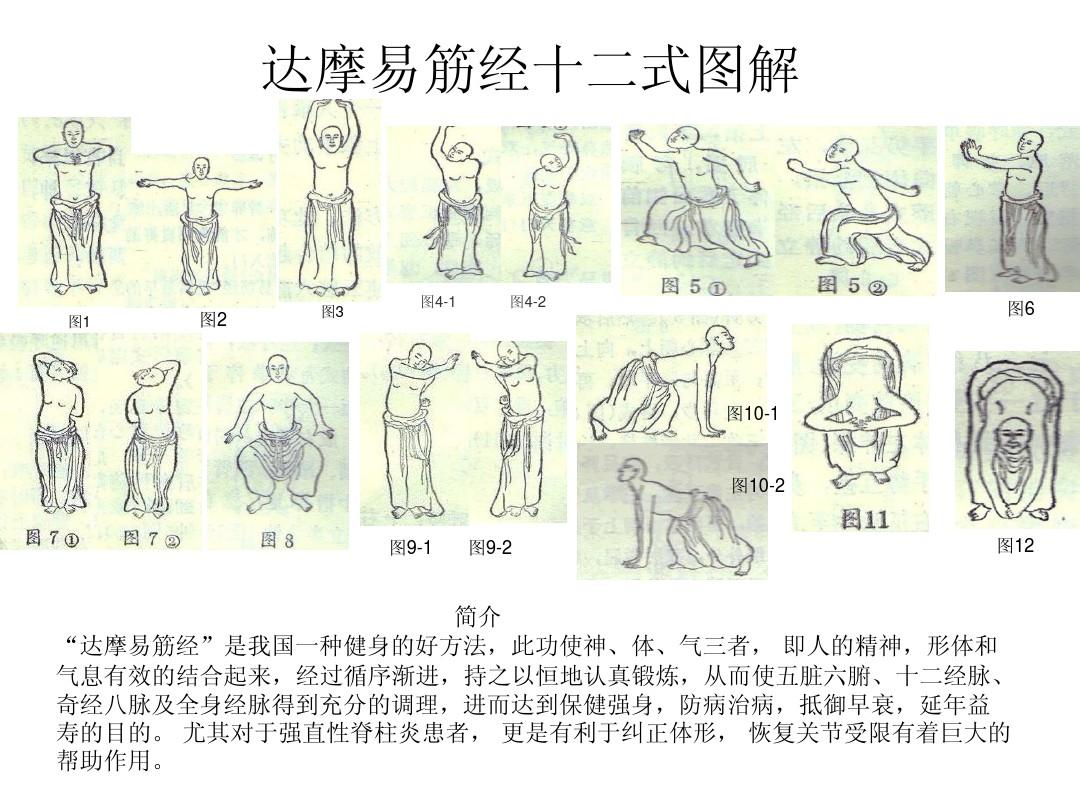 达摩易筋经十二式图解
图1
图2
图3
图4-1
图4-2
图 5 ①
图 5 ②
图6
图 7 ①
图 7 ②
图 8
图9-1
图9-2
图10-1
图10-2
图11
图12
简介
“达摩易筋经”是我国一种健身的好方法，此功使神、体、气三者， 即人的精神，形体和
气息有效的结合起来，经过循序渐进，持之以恒地认真锻炼，从而使五脏六腑、十二经脉、
奇经八脉及全身经脉得到充分的调理，进而达到保健强身，防病治病，抵御早衰，延年益
寿的目的。 尤其对于强直性脊柱炎患者， 更是有利于纠正体形， 恢复关节受限有着巨大的
帮助作用。